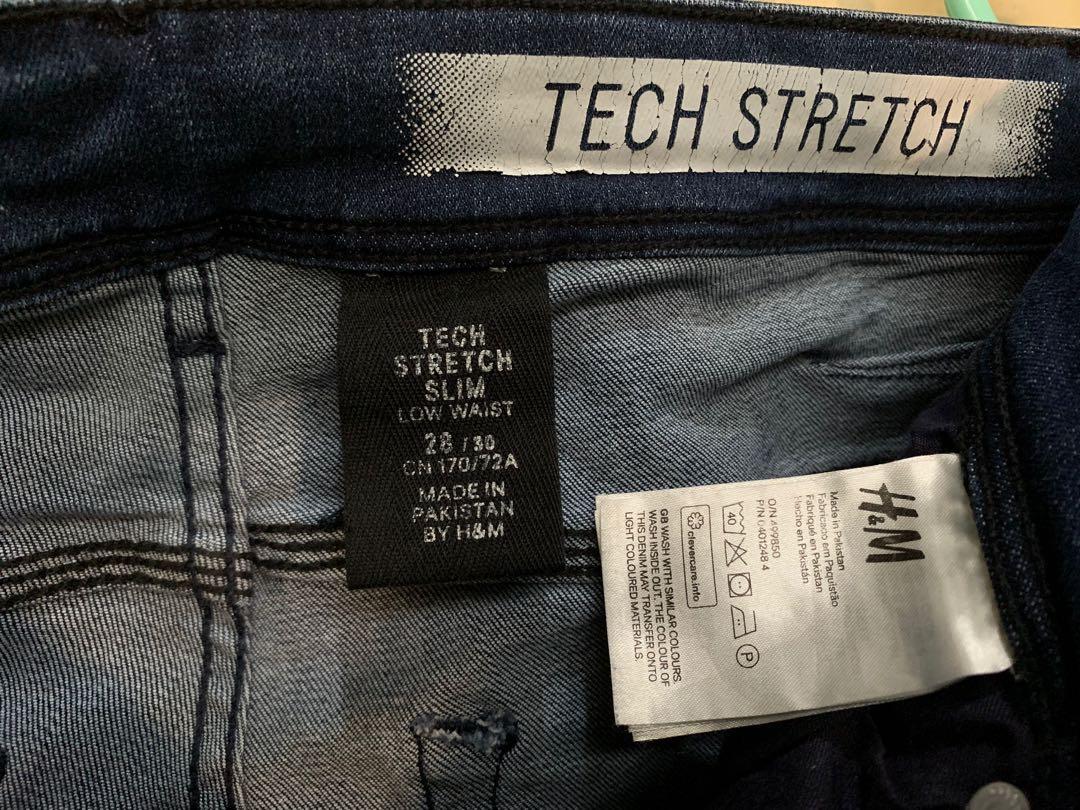 TECH STRETCH
TECH
STRETCH
SLIM
LOW WAIST
28 / 30
CN 170/72A
MADE IN
PAKISTAN
BY H&M
H&M
Made in Pakistan
Fabricado em Paquistão
Fabriqué en Pakistan
Hecho en Pakistán
O/N 499850
P/N 0401248 4
40
P
clevercare.info
GB WASH WITH SIMILAR COLOURS.
WASH INSIDE OUT. THE COLOUR OF
THIS DENIM MAY TRANSFER ONTO
LIGHT COLOURED MATERIALS.